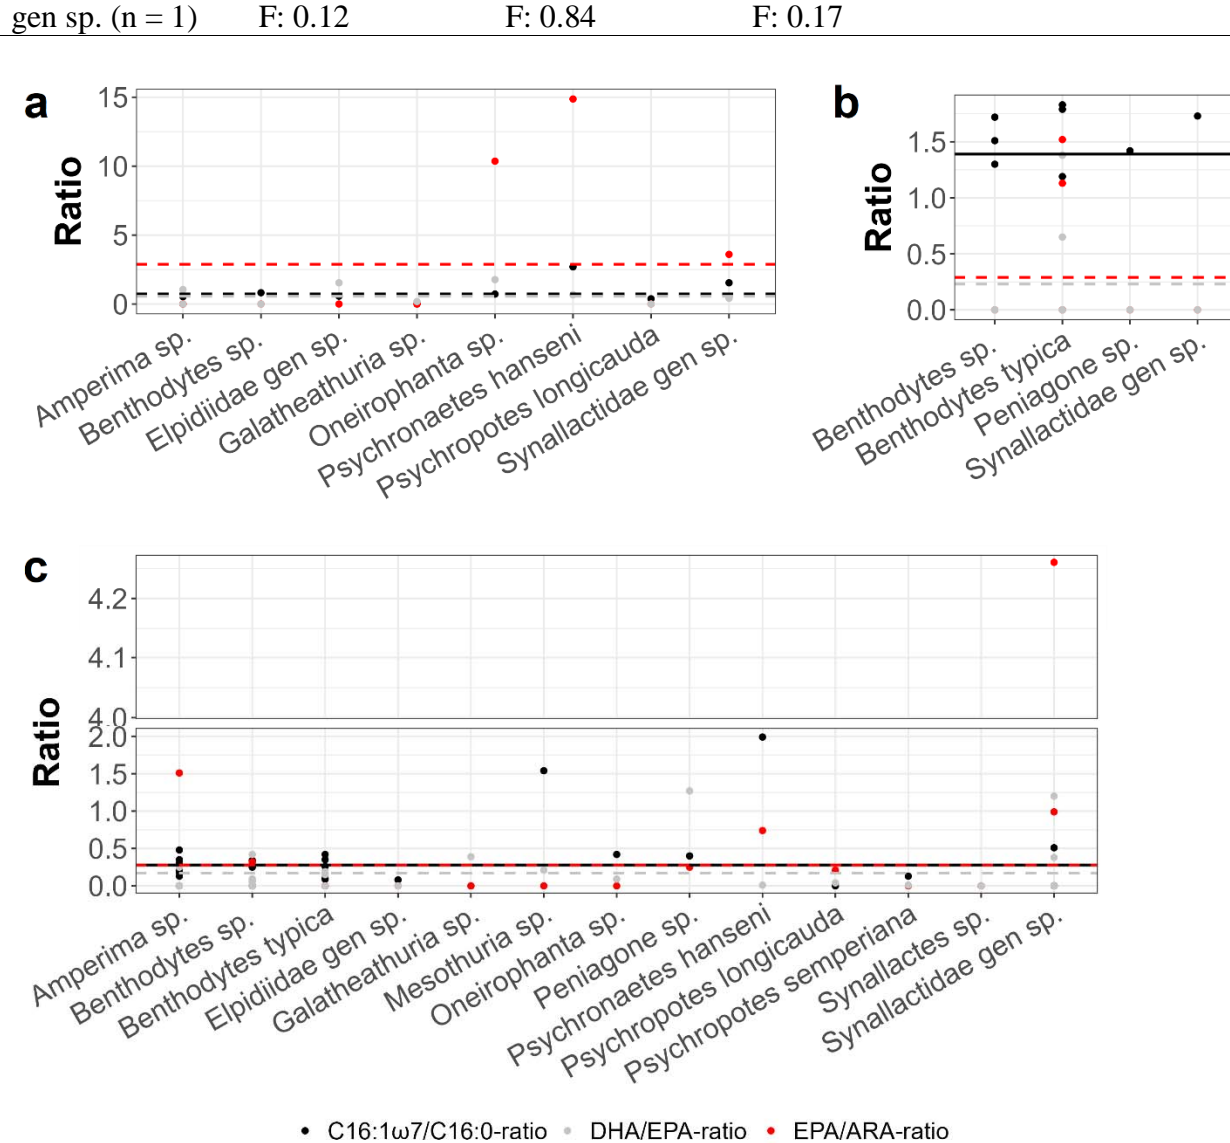 gen sp. (n = 1) F: 0.12 F: 0.84 F: 0.17
a
Ratio
15
10
5
0
Amperima sp.
Benthodytes sp.
Elpidiidae gen sp.
Galatheathuria sp.
Oneirophanta sp.
Psychronaetes hanseni
Psychropotes longicauda
Synallactidae gen sp.
b
Ratio
1.5
1.0
0.5
0.0
Benthodytes sp.
Benthodytes typica
Peniagone sp.
Synallactidae gen sp.
c
Ratio
4.2
4.1
4.0
2.0
1.5
1.0
0.5
0.0
Amperima sp.
Benthodytes sp.
Benthodytes typica
Elpidiidae gen sp.
Galatheathuria sp.
Mesothuria sp.
Oneirophanta sp.
Peniagone sp.
Psychronaetes hanseni
Psychropotes longicauda
Psychropotes semperiana
Synallactes sp.
Synallactidae gen sp.
C16:1ω7/C16:0-ratio DHA/EPA-ratio EPA/ARA-ratio